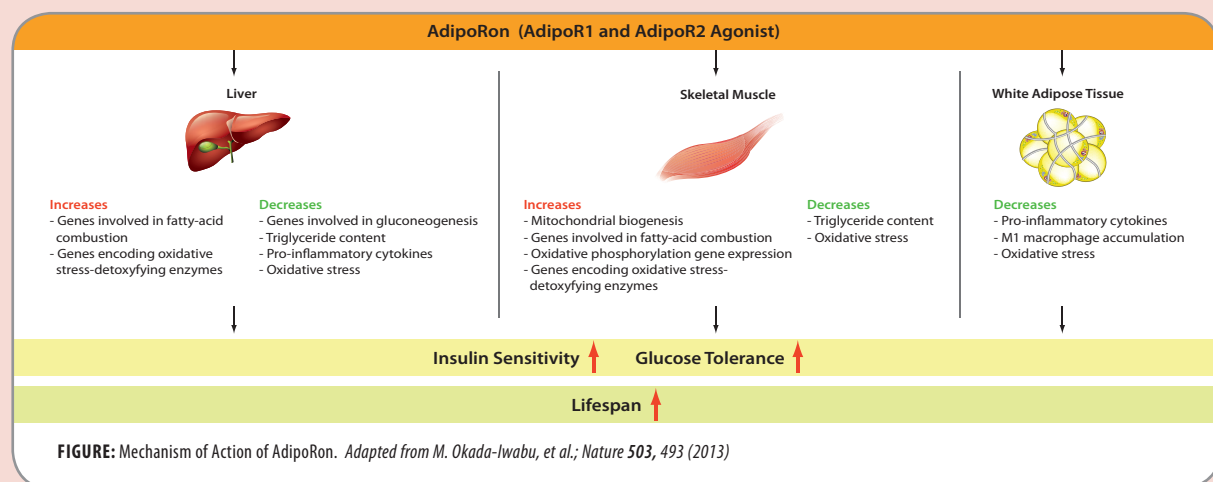 AdipoRon (AdipoR1 and AdipoR2 Agonist)
Liver
Increases
- Genes involved in fatty-acid
combustion
- Genes encoding oxidative
stress-detoxyfying enzymes
Decreases
- Genes involved in gluconeogenesis
- Triglyceride content
- Pro-inflammatory cytokines
- Oxidative stress
Skeletal Muscle
Increases
- Mitochondrial biogenesis
- Genes involved in fatty-acid combustion
- Oxidative phosphorylation gene expression
- Genes encoding oxidative stress-
detoxyfying enzymes
Decreases
- Triglyceride content
- Oxidative stress
White Adipose Tissue
Decreases
- Pro-inflammatory cytokines
- M1 macrophage accumulation
- Oxidative stress
Insulin Sensitivity Glucose Tolerance
Lifespan
FIGURE: Mechanism of Action of AdipoRon. Adapted from M. Okada-Iwabu, et al.; Nature 503, 493 (2013)